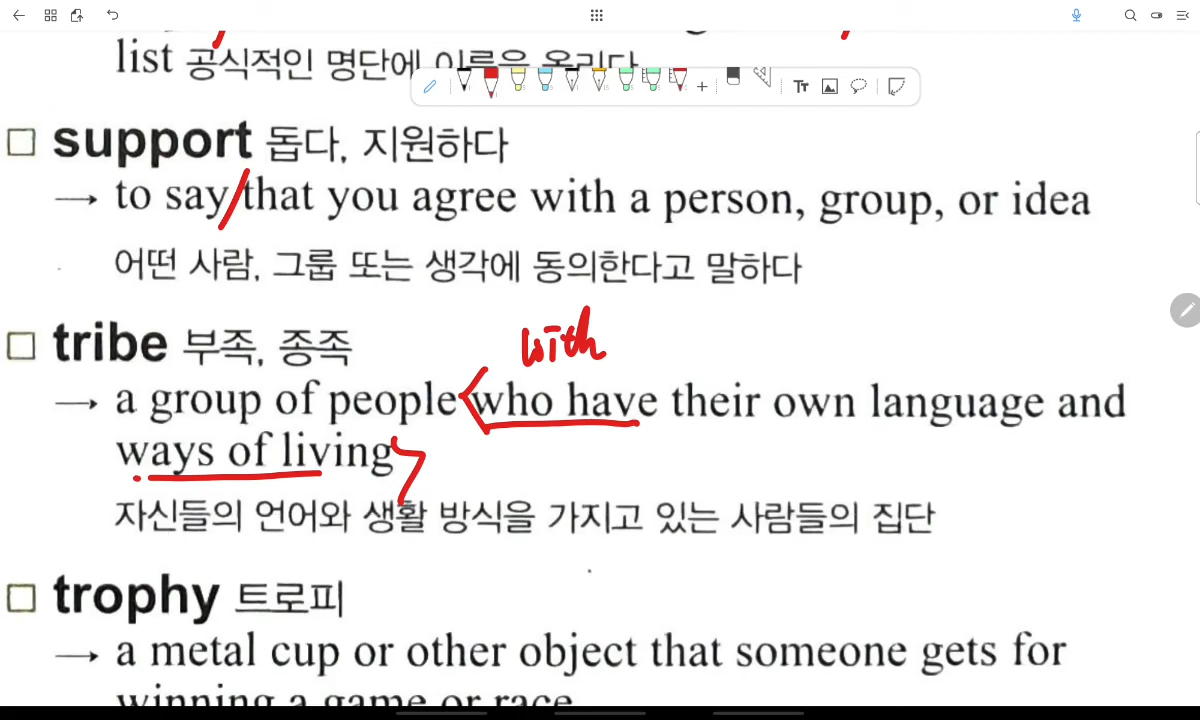 list 공식적인 명단에 이름을 올리다
support 돕다, 지원하다
→ to say that you agree with a person, group, or idea
어떤 사람, 그룹 또는 생각에 동의한다고 말하다
tribe 부족, 종족
with
→ a group of people who have their own language and
ways of living
자신들의 언어와 생활 방식을 가지고 있는 사람들의 집단
trophy 트로피
→ a metal cup or other object that someone gets for
winning a game or race